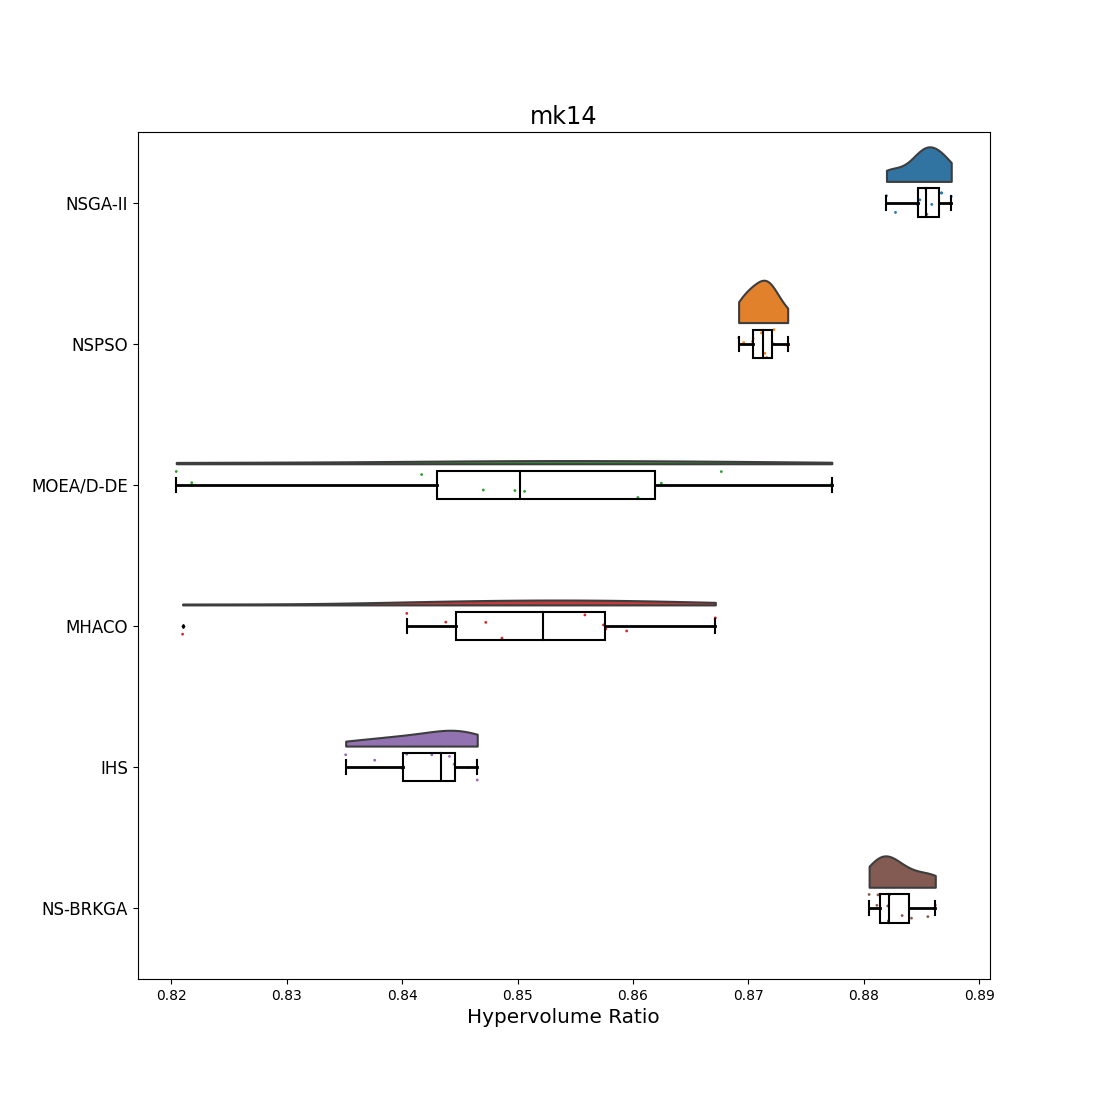 mk14
NSGA-II
NSPSO
MOEA/D-DE
MHACO
IHS
NS-BRKGA
0.82 0.83 0.84 0.85 0.86 0.87 0.88 0.89
Hypervolume Ratio